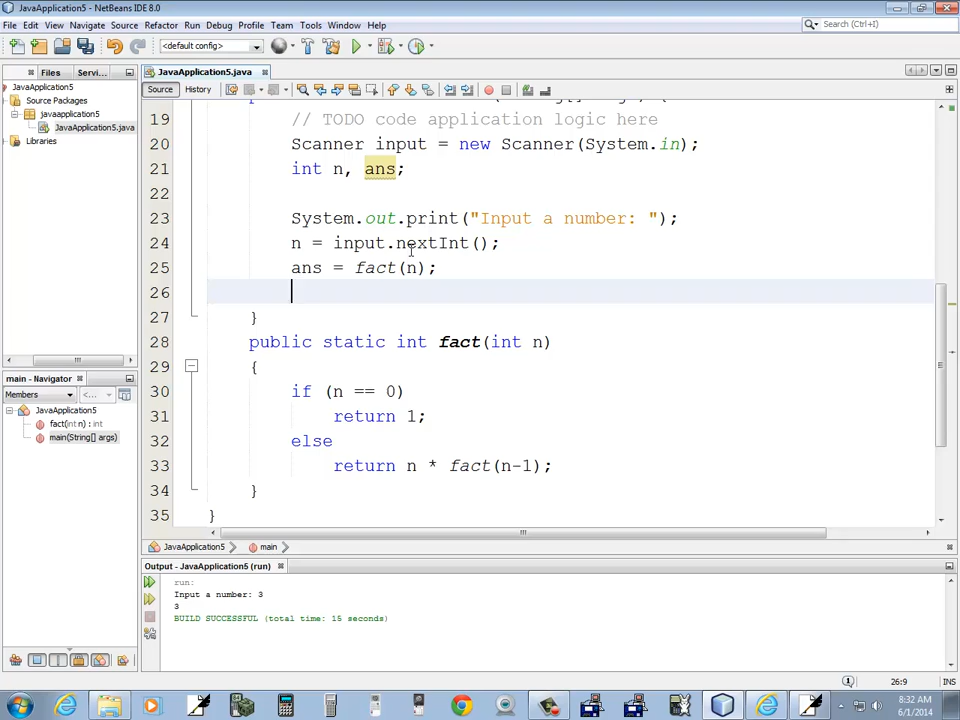 JavaApplication5 - NetBeans IDE 8.0
File Edit View Navigate Source Refactor Run Debug Profile Team Tools Window Help
<default config>
Search (Ctrl+I)
Files Servi...
JavaApplication5.java
JavaApplication5
Source Packages
javaapplication5
JavaApplication5.java
Libraries
Source History
19 // TODO code application logic here
20 Scanner input = new Scanner(System.in);
21 int n, ans;
22
23 System.out.print("Input a number: ");
24 n = input.nextInt();
25 ans = fact(n);
26
27 }
28 public static int fact(int n)
29 {
30 if (n == 0)
31 return 1;
32 else
33 return n * fact(n-1);
34 }
35 }
main - Navigator
Members
<...
JavaApplication5
fact(int n) : int
main(String[] args)
JavaApplication5 main
Output - JavaApplication5 (run)
run:
Input a number: 3
3
BUILD SUCCESSFUL (total time: 15 seconds)
1 26:9 INS
8:32 AM
6/1/2014